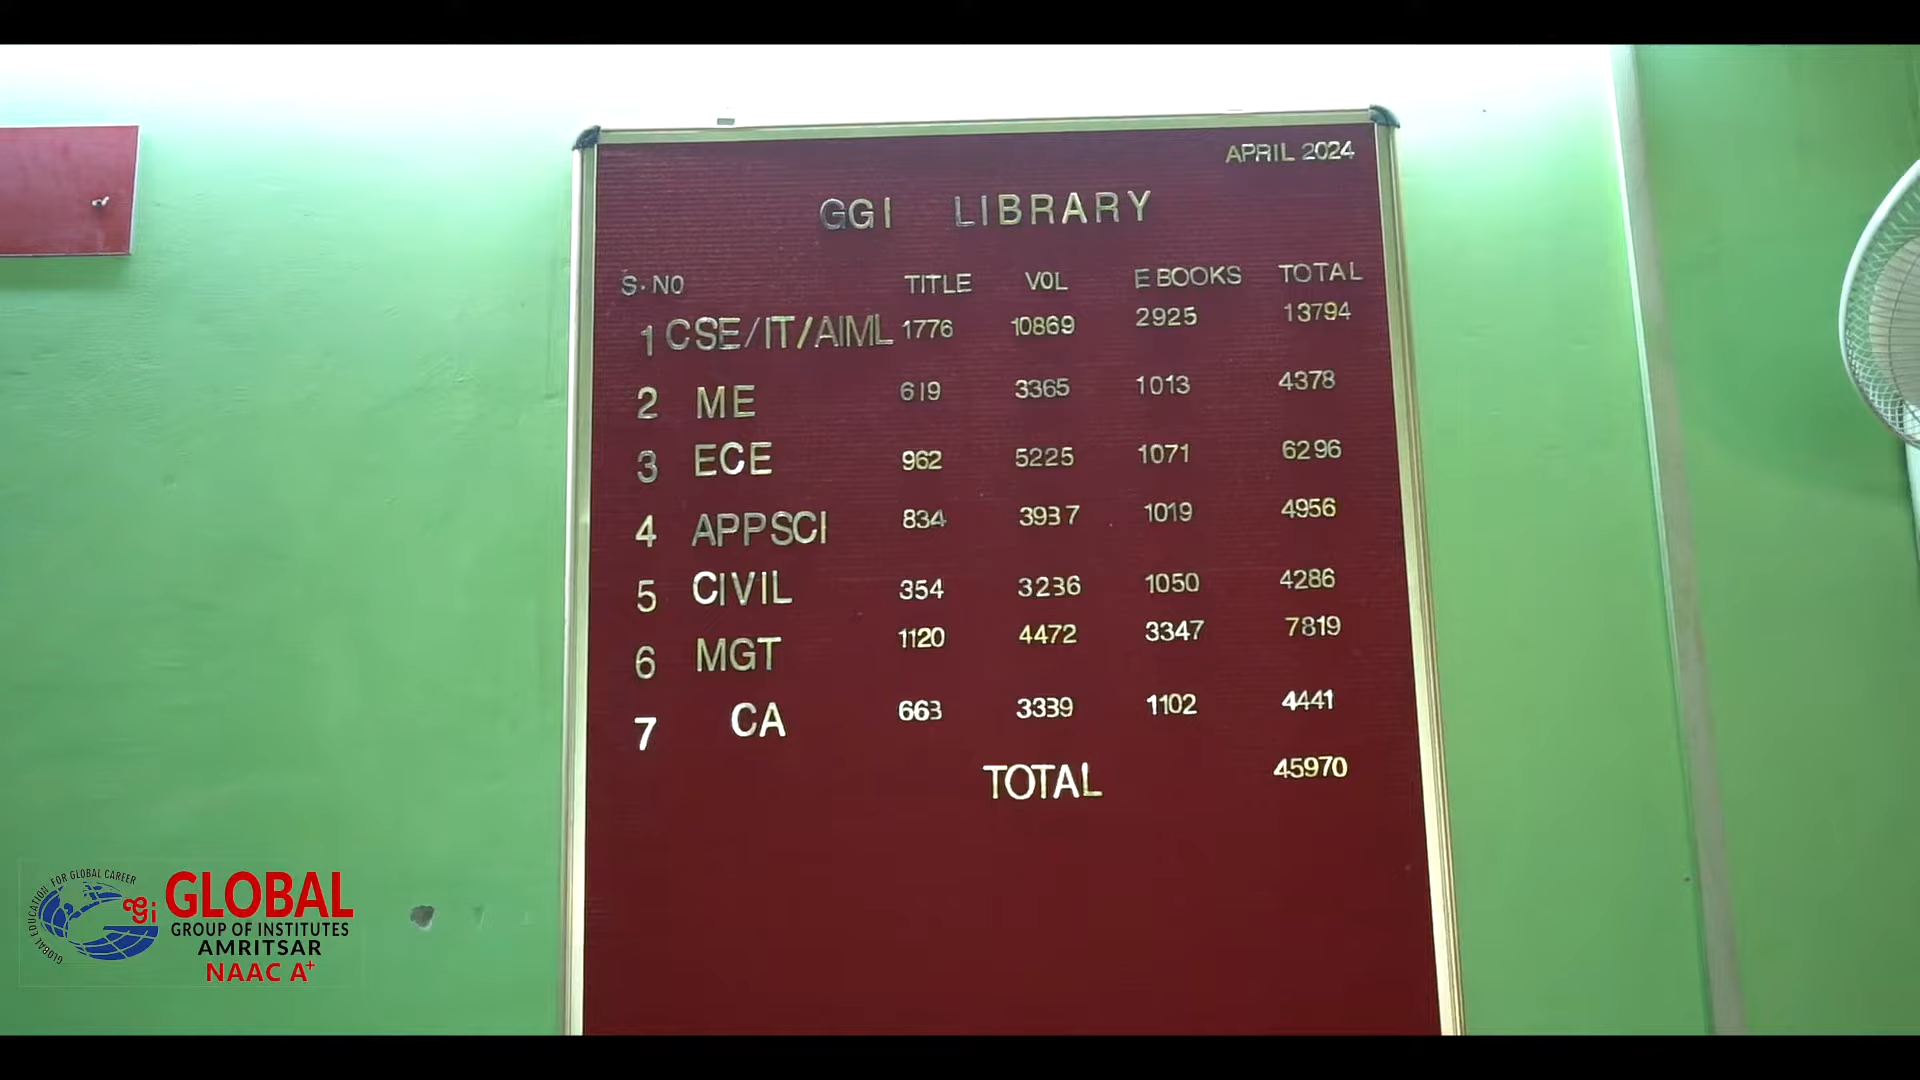 APRIL 2024
GGI LIBRARY
S.NO TITLE VOL E BOOKS TOTAL
1 CSE/IT/AIML 1776 10869 2925 13794
2 ME 619 3365 1013 4378
3 ECE 962 5225 1071 6296
4 APPSCI 834 3937 1019 4956
5 CIVIL 354 3236 1050 4286
6 MGT 1120 4472 3347 7819
7 CA 663 3339 1102 4441
TOTAL 45970
GLOBAL EDUCATION FOR GLOBAL CAREER
ggi
GLOBAL
GROUP OF INSTITUTES
AMRITSAR
NAAC A+